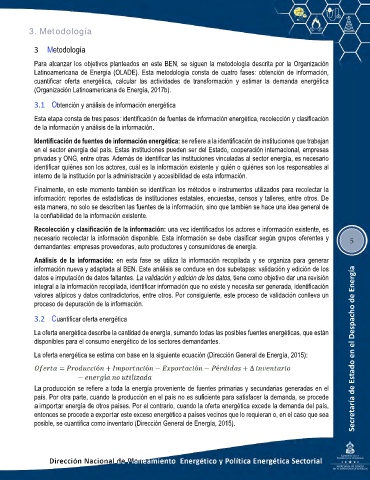 3. Metodología
3 Metodología
Para alcanzar los objetivos planteados en este BEN, se siguen la metodología descrita por la Organización
Latinoamericana de Energía (OLADE). Esta metodología consta de cuatro fases: obtención de información,
cuantificar oferta energética, calcular las actividades de transformación y estimar la demanda energética
(Organización Latinoamericana de Energía, 2017b).
3.1 Obtención y análisis de información energética
Esta etapa consta de tres pasos: identificación de fuentes de información energética, recolección y clasificación
de la información y análisis de la información.
Identificación de fuentes de información energética: se refiere a la identificación de instituciones que trabajan
en el sector energía del país. Estas instituciones pueden ser del Estado, cooperación internacional, empresas
privadas y ONG, entre otras. Además de identificar las instituciones vinculadas al sector energía, es necesario
identificar quiénes son los actores, cuál es la información existente y quién o quiénes son los responsables al
interno de la institución por la administración y accesibilidad de esta información.
Finalmente, en este momento también se identifican los métodos e instrumentos utilizados para recolectar la
información: reportes de estadísticas de instituciones estatales, encuestas, censos y talleres, entre otros. De
esta manera, no solo se describen las fuentes de la información, sino que también se hace una idea general de
la confiabilidad de la información existente.
Recolección y clasificación de la información: una vez identificados los actores e información existente, es
necesario recolectar la información disponible. Esta información se debe clasificar según grupos oferentes y
demandantes: empresas proveedoras, auto productores y consumidores de energía.
Análisis de la información: en esta fase se utiliza la información recopilada y se organiza para generar
información nueva y adaptada al BEN. Este análisis se conduce en dos subetapas: validación y edición de los
datos e imputación de datos faltantes. La validación y edición de los datos, tiene como objetivo dar una revisión
integral a la información recopilada, identificar información que no existe y necesita ser generada, identificación
valores atípicos y datos contradictorios, entre otros. Por consiguiente, este proceso de validación conlleva un
proceso de depuración de la información.
3.2 Cuantificar oferta energética
La oferta energética describe la cantidad de energía, sumando todas las posibles fuentes energéticas, que están
disponibles para el consumo energético de los sectores demandantes.
La oferta energética se estima con base en la siguiente ecuación (Dirección General de Energía, 2015):
Oferta = Producción + Importación − Exportación − Pérdidas + Δ inventario
− energía no utilizada
La producción se refiere a toda la energía proveniente de fuentes primarias y secundarias generadas en el
país. Por otra parte, cuando la producción en el país no es suficiente para satisfacer la demanda, se procede
a importar energía de otros países. Por el contrario, cuando la oferta energética excede la demanda del país,
entonces se procede a exportar este exceso energético a países vecinos que lo requieran o, en el caso que sea
posible, se cuantifica como inventario (Dirección General de Energía, 2015).
5
Secretaría de Estado en el Despacho de Energía
Dirección Nacional de Planeamiento Energético y Política Energética Sectorial